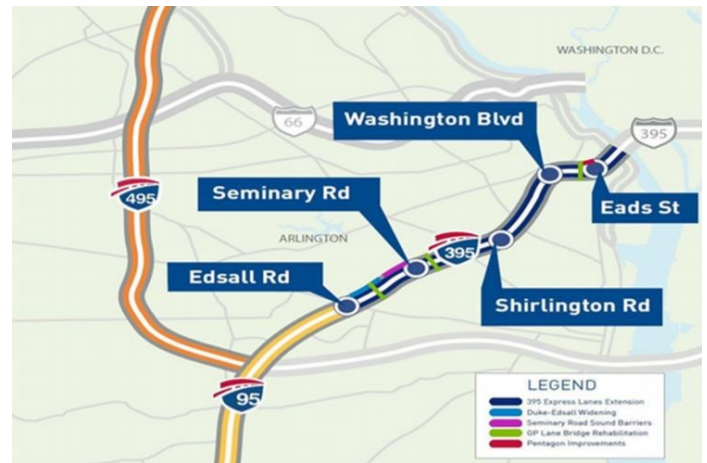 WASHINGTON D.C.
66
395
Washington Blvd
495
Seminary Rd
Eads St
ARLINGTON
395
Edsall Rd
Shirlington Rd
95
LEGEND
395 Express Lanes Extension
Duke-Edsall Widening
Seminary Road Sound Barriers
GP Lane Bridge Rehabilitation
Pentagon Improvements